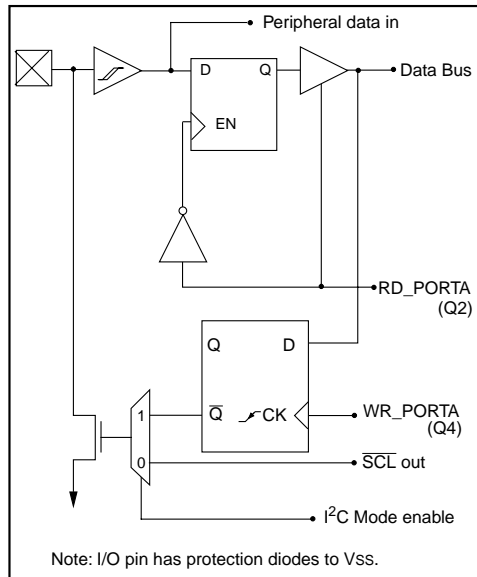 Peripheral data in
D Q
Data Bus
EN
RD_PORTA
(Q2)
Q D
Q̅ CK
1
WR_PORTA
(Q4)
0
S̅C̅L̅ out
I²C Mode enable
Note: I/O pin has protection diodes to VSS.